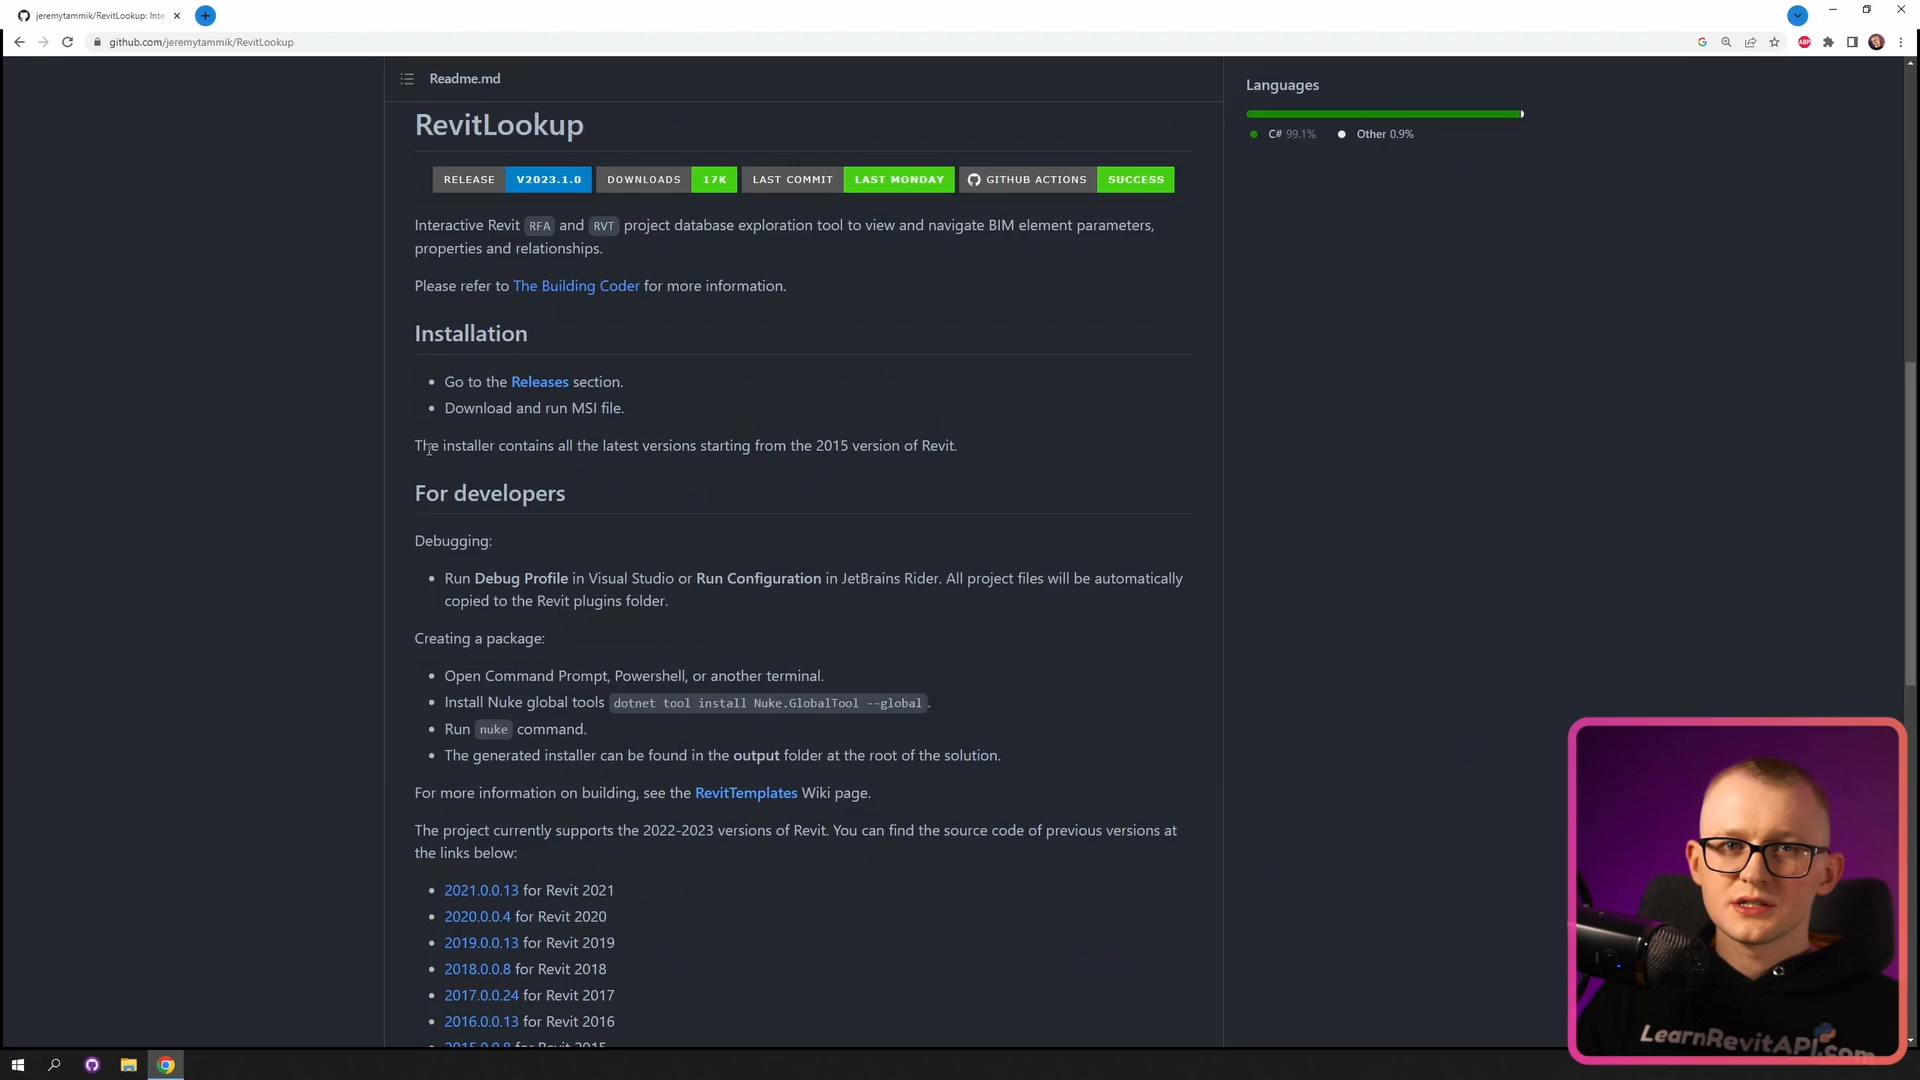 jeremytammik/RevitLookup: Inte
github.com/jeremytammik/RevitLookup
Readme.md
RevitLookup
RELEASE V2023.1.0 DOWNLOADS 17K LAST COMMIT LAST MONDAY GITHUB ACTIONS SUCCESS
Interactive Revit RFA and RVT project database exploration tool to view and navigate BIM element parameters,
properties and relationships.
Please refer to The Building Coder for more information.
Installation
Go to the Releases section.
Download and run MSI file.
The installer contains all the latest versions starting from the 2015 version of Revit.
For developers
Debugging:
Run Debug Profile in Visual Studio or Run Configuration in JetBrains Rider. All project files will be automatically
copied to the Revit plugins folder.
Creating a package:
Open Command Prompt, Powershell, or another terminal.
Install Nuke global tools dotnet tool install Nuke.GlobalTool --global.
Run nuke command.
The generated installer can be found in the output folder at the root of the solution.
For more information on building, see the RevitTemplates Wiki page.
The project currently supports the 2022-2023 versions of Revit. You can find the source code of previous versions at
the links below:
2021.0.0.13 for Revit 2021
2020.0.0.4 for Revit 2020
2019.0.0.13 for Revit 2019
2018.0.0.8 for Revit 2018
2017.0.0.24 for Revit 2017
2016.0.0.13 for Revit 2016
2015.0.0.8 for Revit 2015
Languages
C# 99.1% Other 0.9%
ABP
LearnRevitAPI.com